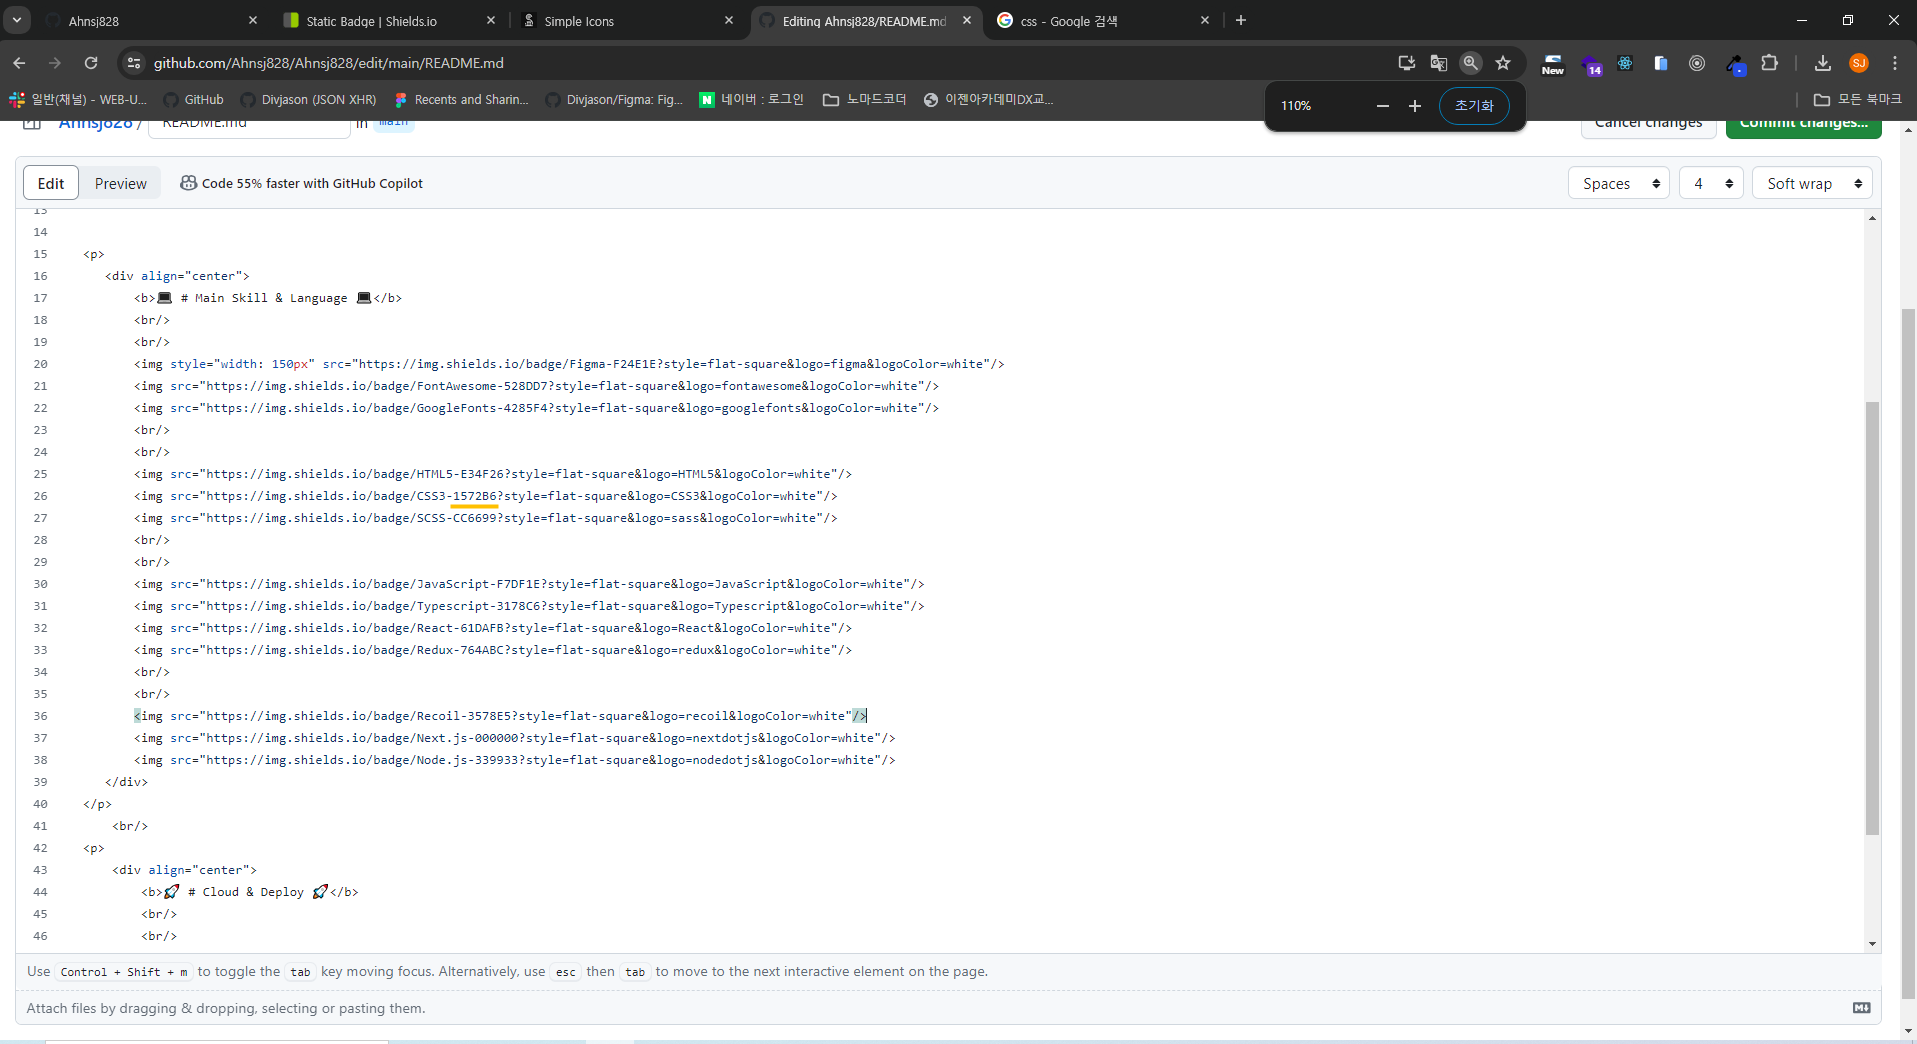 Ahnsj828
Static Badge | Shields.io
Simple Icons
Editing Ahnsj828/README.md
css - Google 검색
github.com/Ahnsj828/Ahnsj828/edit/main/README.md
New
14
SJ
일반(채널) - WEB-U...
GitHub
Divjason (JSON XHR)
Recents and Sharin...
Divjason/Figma: Fig...
네이버 : 로그인
노마드코더
이젠아카데미DX교...
모든 북마크
110%
초기화
Ahnsj828 / README.md in main
Cancel changes
Commit changes...
Edit
Preview
Code 55% faster with GitHub Copilot
Spaces
4
Soft wrap
13
14
15 <p>
16 <div align="center">
17 <b>💻 # Main Skill & Language 💻</b>
18 <br/>
19 <br/>
20 <img style="width: 150px" src="https://img.shields.io/badge/Figma-F24E1E?style=flat-square&logo=figma&logoColor=white"/>
21 <img src="https://img.shields.io/badge/FontAwesome-528DD7?style=flat-square&logo=fontawesome&logoColor=white"/>
22 <img src="https://img.shields.io/badge/GoogleFonts-4285F4?style=flat-square&logo=googlefonts&logoColor=white"/>
23 <br/>
24 <br/>
25 <img src="https://img.shields.io/badge/HTML5-E34F26?style=flat-square&logo=HTML5&logoColor=white"/>
26 <img src="https://img.shields.io/badge/CSS3-1572B6?style=flat-square&logo=CSS3&logoColor=white"/>
27 <img src="https://img.shields.io/badge/SCSS-CC6699?style=flat-square&logo=sass&logoColor=white"/>
28 <br/>
29 <br/>
30 <img src="https://img.shields.io/badge/JavaScript-F7DF1E?style=flat-square&logo=JavaScript&logoColor=white"/>
31 <img src="https://img.shields.io/badge/Typescript-3178C6?style=flat-square&logo=Typescript&logoColor=white"/>
32 <img src="https://img.shields.io/badge/React-61DAFB?style=flat-square&logo=React&logoColor=white"/>
33 <img src="https://img.shields.io/badge/Redux-764ABC?style=flat-square&logo=redux&logoColor=white"/>
34 <br/>
35 <br/>
36 <img src="https://img.shields.io/badge/Recoil-3578E5?style=flat-square&logo=recoil&logoColor=white"/>
37 <img src="https://img.shields.io/badge/Next.js-000000?style=flat-square&logo=nextdotjs&logoColor=white"/>
38 <img src="https://img.shields.io/badge/Node.js-339933?style=flat-square&logo=nodedotjs&logoColor=white"/>
39 </div>
40 </p>
41 <br/>
42 <p>
43 <div align="center">
44 <b>🚀 # Cloud & Deploy 🚀</b>
45 <br/>
46 <br/>
Use Control + Shift + m to toggle the tab key moving focus. Alternatively, use esc then tab to move to the next interactive element on the page.
Attach files by dragging & dropping, selecting or pasting them.